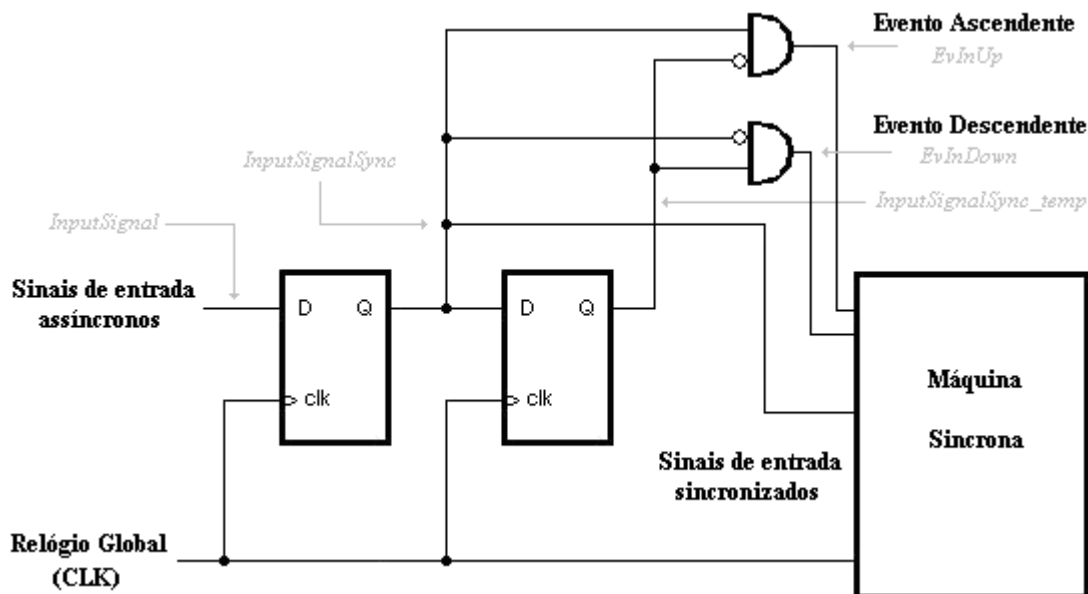 Evento Ascendente
EvInUp
Evento Descendente
EvInDown
InputSignalSync
InputSignalSync_temp
InputSignal
Sinais de entrada
assíncronos
D Q
clk
D Q
clk
Máquina
Sincrona
Sinais de entrada
sincronizados
Relógio Global
(CLK)